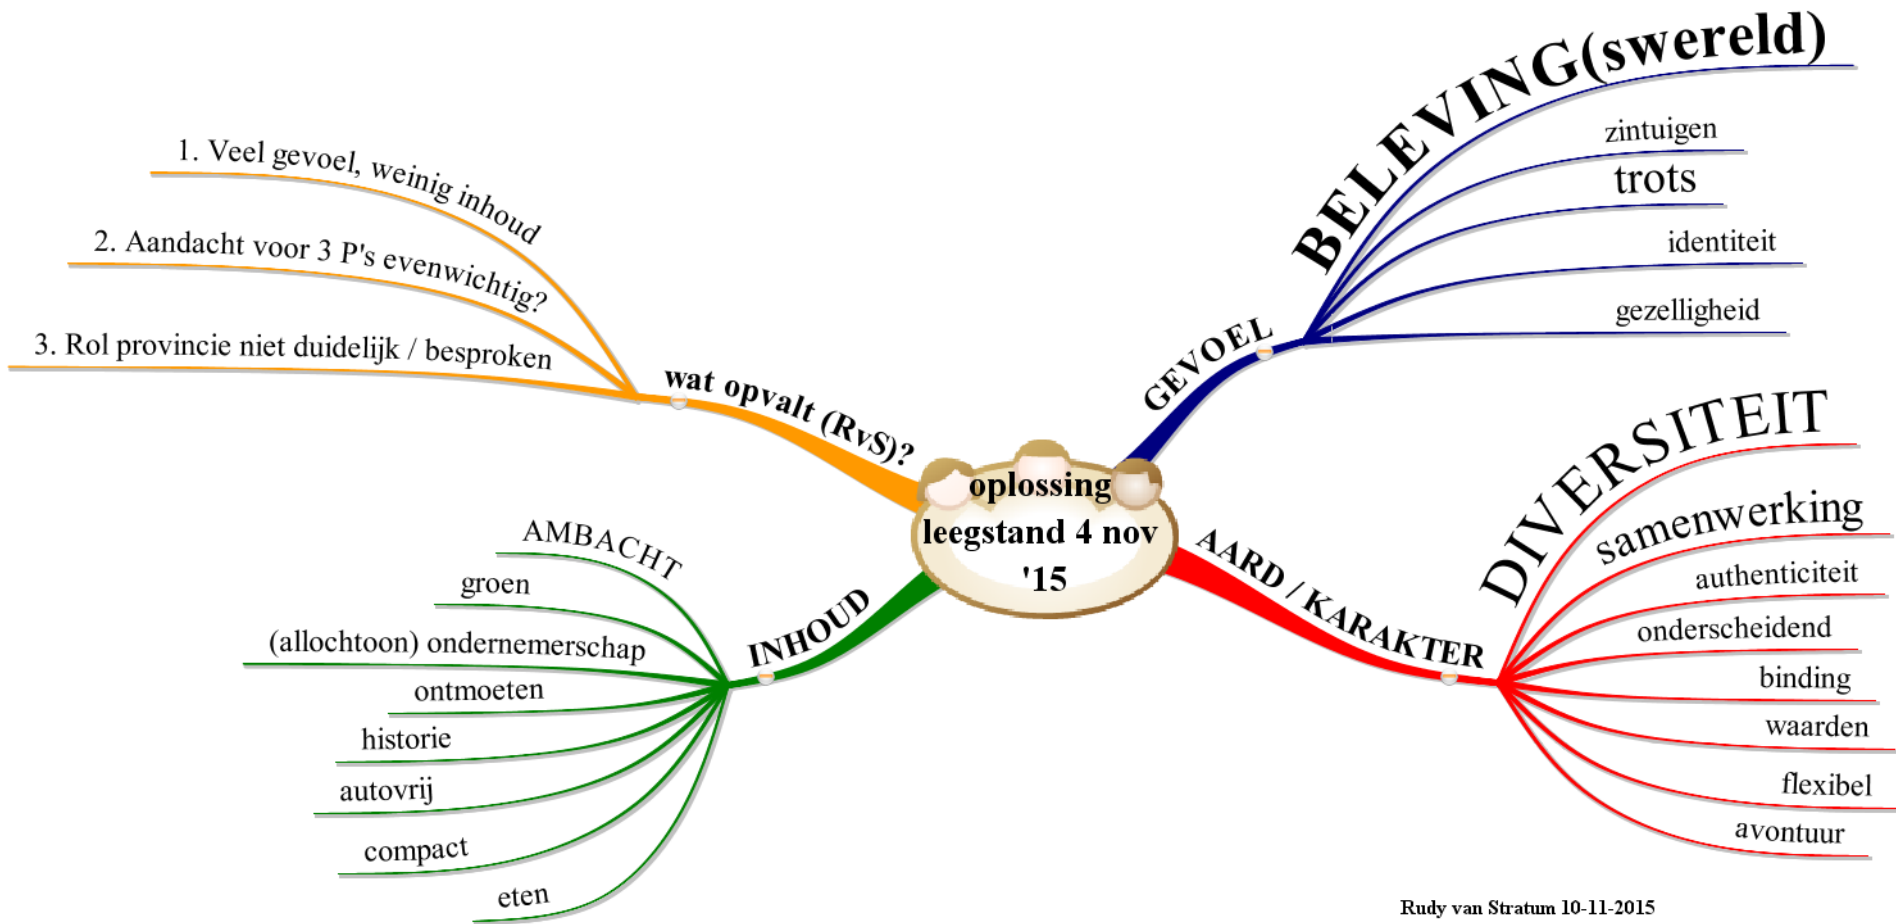 oplossing
leegstand 4 nov
'15
GEVOEL
BELEVING(swereld)
zintuigen
trots
identiteit
gezelligheid
AARD / KARAKTER
DIVERSITEIT
samenwerking
authenticiteit
onderscheidend
binding
waarden
flexibel
avontuur
INHOUD
AMBACHT
groen
(allochtoon) ondernemerschap
ontmoeten
historie
autovrij
compact
eten
wat opvalt (RvS)?
1. Veel gevoel, weinig inhoud
2. Aandacht voor 3 P's evenwichtig?
3. Rol provincie niet duidelijk / besproken
Rudy van Stratum 10-11-2015